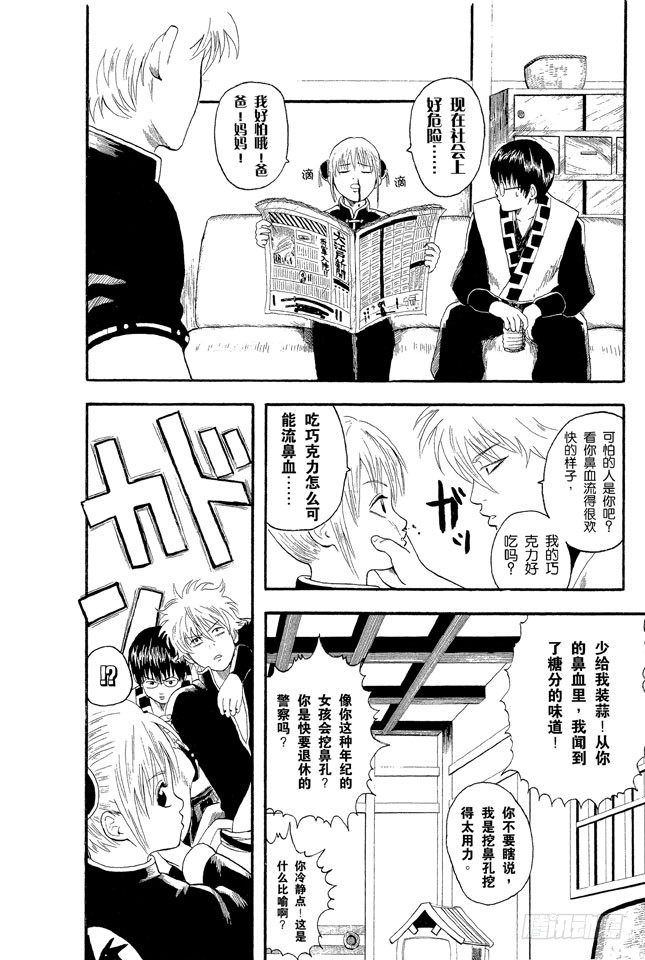 现在社会上
好危险……
我好怕哦！爸
爸！妈妈！
滴
滴
大江戸新聞
可怕的人是你吧？
看你鼻血流得很欢
快的样子，
我的巧
克力好
吃吗？
吃巧克力怎么可
能流鼻血……
ガッ
少给我装蒜！从你
的鼻血里，我闻到
了糖分的味道！
你不要瞎说，
我是挖鼻孔挖
得太用力。
像你这种年纪的
女孩会挖鼻孔？
你是快要退休的
警察吗？
你冷静点！这是
什么比喻啊？
ガドーン
!?
腾讯动漫